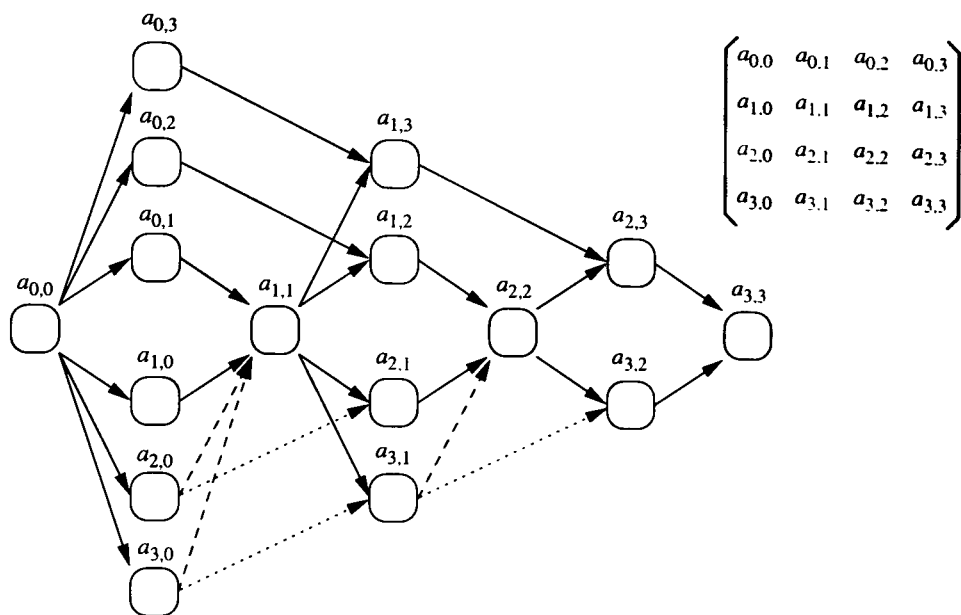 a0,3
a0,2
a0,1
a0,0
a1,0
a2,0
a3,0
a1,3
a1,2
a1,1
a2,1
a3,1
a2,3
a2,2
a3,2
a3,3
a0.0 a0.1 a0.2 a0.3
a1.0 a1.1 a1.2 a1.3
a2.0 a2.1 a2.2 a2.3
a3.0 a3.1 a3.2 a3.3